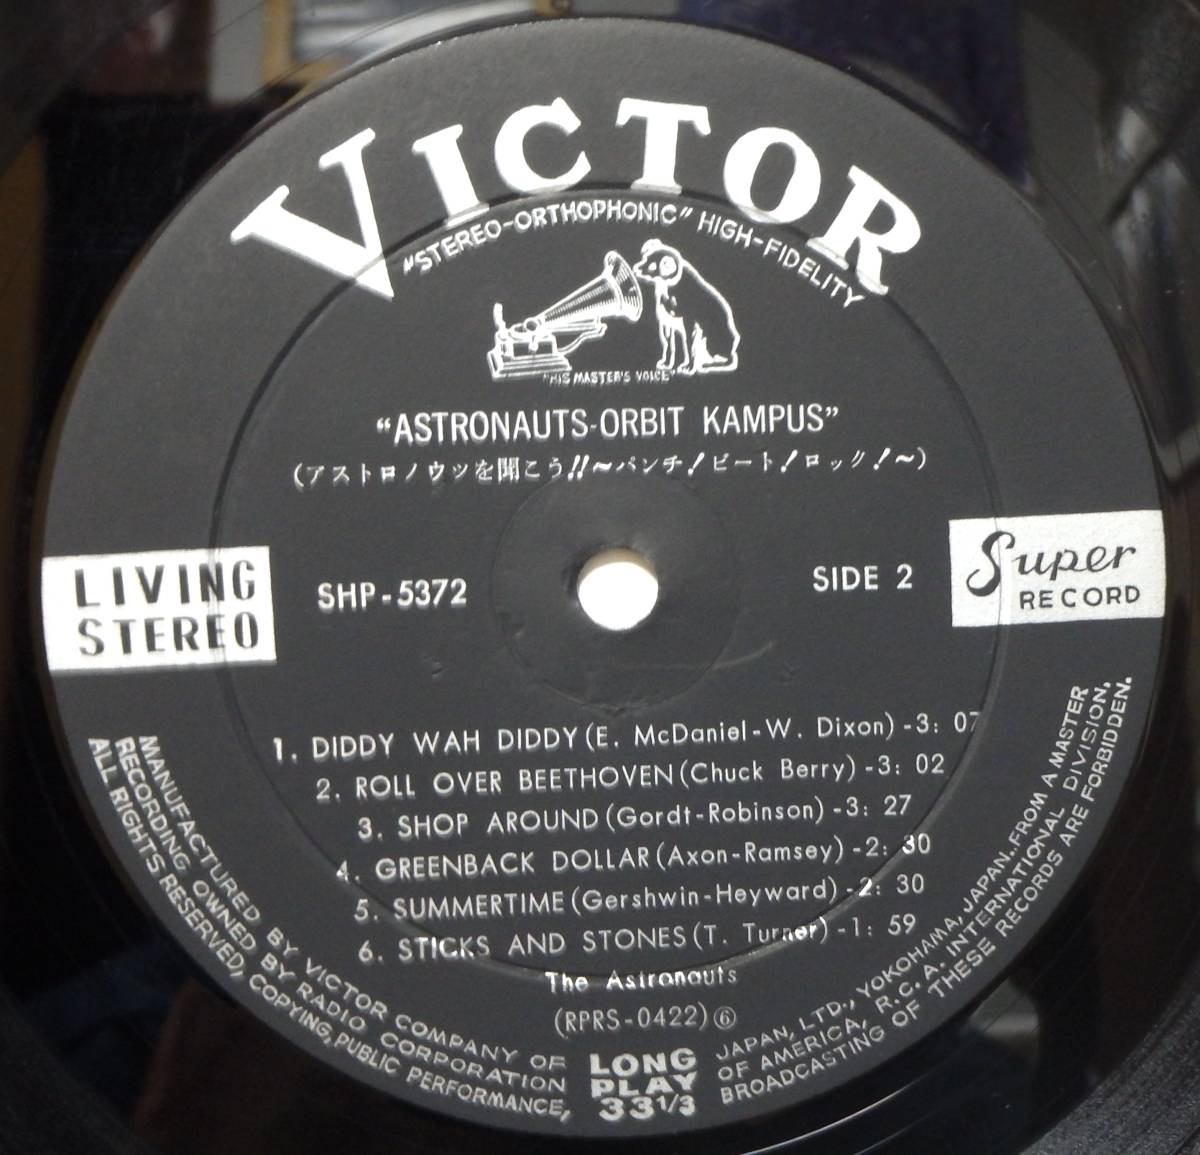 VICTOR
"STEREO-ORTHOPHONIC" HIGH-FIDELITY
"HIS MASTER'S VOICE"
"ASTRONAUTS-ORBIT KAMPUS"
(アストロノウツを聞こう!!~パンチ!ビート!ロック!~)
LIVING
STEREO
SHP-5372
SIDE 2
Super
RECORD
1. DIDDY WAH DIDDY (E. McDaniel-W. Dixon) -3: 07
2. ROLL OVER BEETHOVEN (Chuck Berry) -3: 02
3. SHOP AROUND (Gordt-Robinson) -3: 27
4. GREENBACK DOLLAR (Axon-Ramsey) -2: 30
5. SUMMERTIME (Gershwin-Heyward) -2: 30
6. STICKS AND STONES (T. Turner) -1: 59
The Astronauts
(RPRS-0422) ⑥
LONG
PLAY
33 1/3
MANUFACTURED BY VICTOR COMPANY OF JAPAN, LTD., YOKOHAMA, JAPAN..FROM A MASTER
RECORDING OWNED BY RADIO CORPORATION OF AMERICA, R.C.A. INTERNATIONAL DIVISION,
ALL RIGHTS RESERVED, COPYING, PUBLIC PERFORMANCE, BROADCASTING OF THESE RECORDS ARE FORBIDDEN.